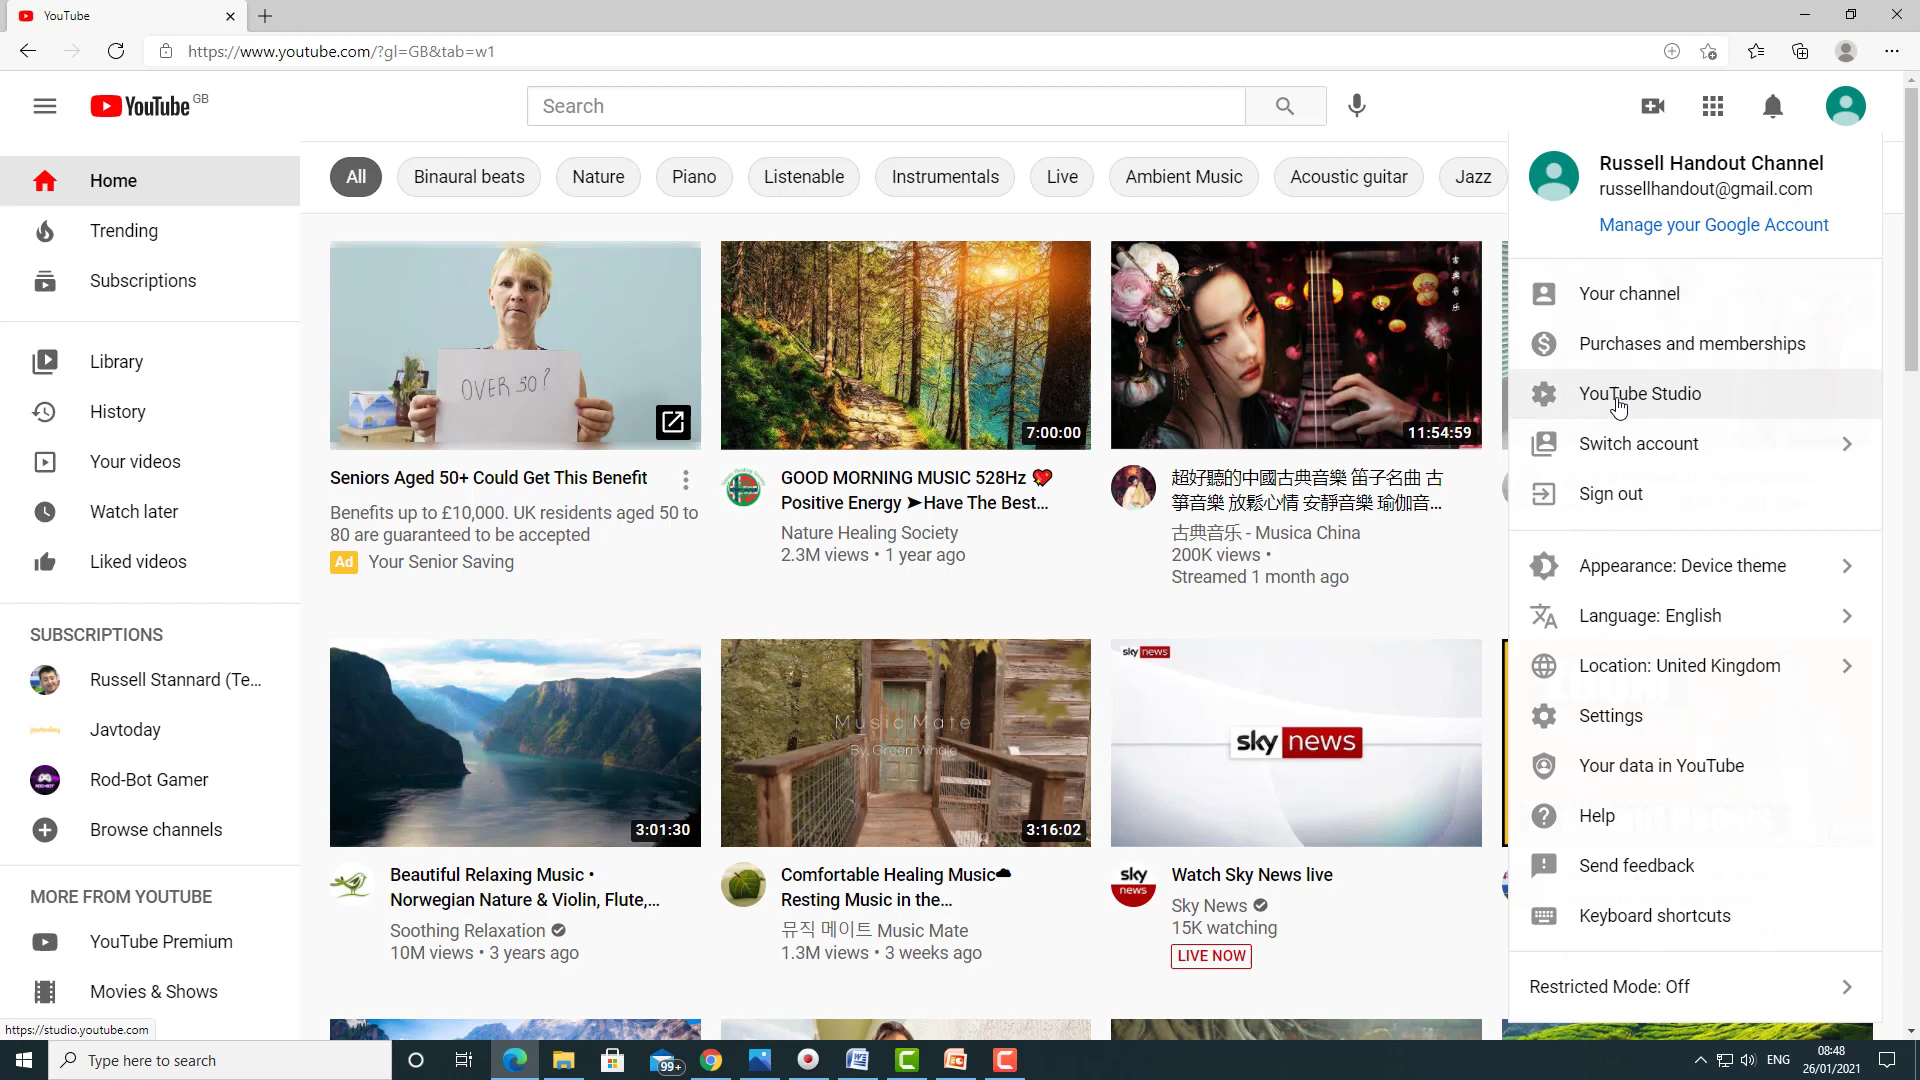 YouTube
https://www.youtube.com/?gl=GB&tab=w1
YouTube GB
Search
Home
Trending
Subscriptions
Library
History
Your videos
Watch later
Liked videos
SUBSCRIPTIONS
Russell Stannard (Te...
Javtoday
Rod-Bot Gamer
Browse channels
MORE FROM YOUTUBE
YouTube Premium
Movies & Shows
https://studio.youtube.com
All
Binaural beats
Nature
Piano
Listenable
Instrumentals
Live
Ambient Music
Acoustic guitar
Jazz
OVER 50?
Seniors Aged 50+ Could Get This Benefit
Benefits up to £10,000. UK residents aged 50 to
80 are guaranteed to be accepted
Ad Your Senior Saving
7:00:00
GOOD MORNING MUSIC 528Hz 💖
Positive Energy ➤Have The Best...
Nature Healing Society
2.3M views • 1 year ago
古典音乐
11:54:59
超好聽的中國古典音樂 笛子名曲 古
箏音樂 放鬆心情 安靜音樂 瑜伽音...
古典音乐 - Musica China
200K views •
Streamed 1 month ago
3:01:30
Beautiful Relaxing Music •
Norwegian Nature & Violin, Flute,...
Soothing Relaxation
10M views • 3 years ago
Music Mate
By. Green Whale
3:16:02
Comfortable Healing Music☁
Resting Music in the...
뮤직 메이트 Music Mate
1.3M views • 3 weeks ago
sky news
sky news
sky news
Watch Sky News live
Sky News
15K watching
LIVE NOW
Russell Handout Channel
russellhandout@gmail.com
Manage your Google Account
Your channel
Purchases and memberships
YouTube Studio
Switch account
Sign out
Appearance: Device theme
Language: English
Location: United Kingdom
Settings
Your data in YouTube
Help
Send feedback
Keyboard shortcuts
Restricted Mode: Off
Type here to search
99+
ENG
08:48
26/01/2021